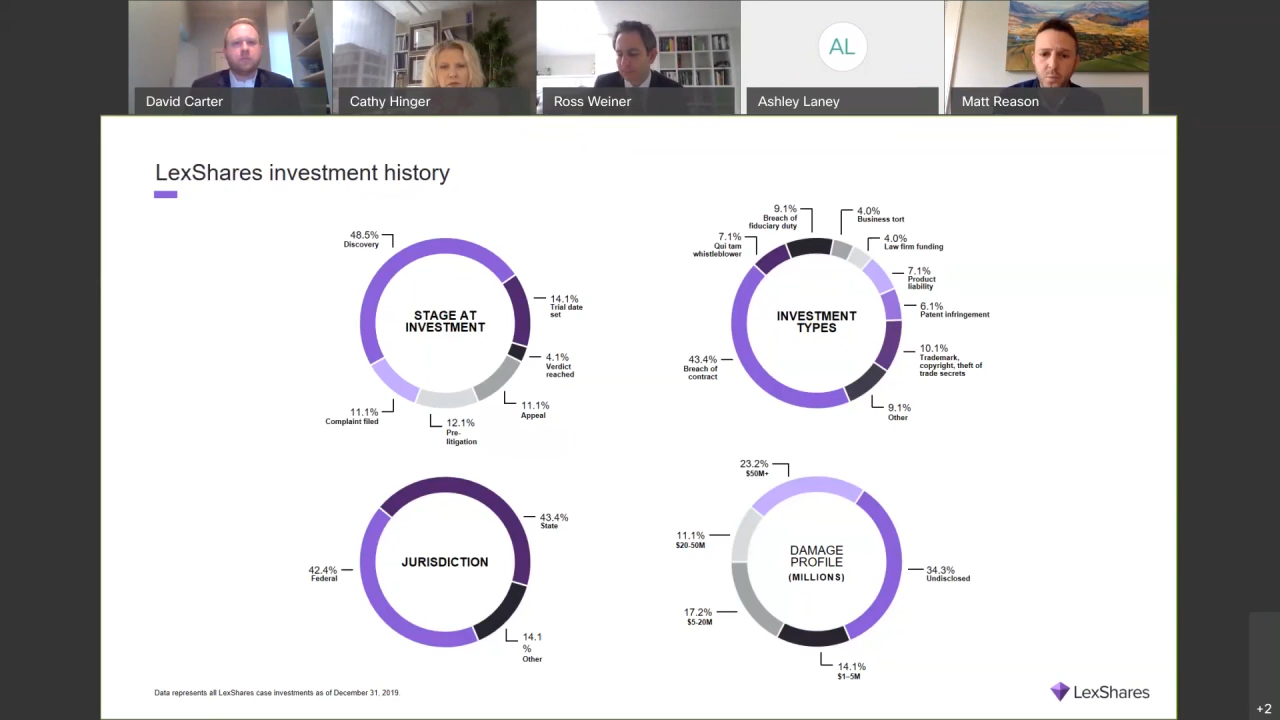 David Carter
Cathy Hinger
Ross Weiner
AL
Ashley Laney
Matt Reason
LexShares investment history
48.5%
Discovery
STAGE AT
INVESTMENT
14.1%
Trial date
set
4.1%
Verdict
reached
11.1%
Appeal
12.1%
Pre-
litigation
11.1%
Complaint filed
9.1%
Breach of
fiduciary duty
4.0%
Business tort
4.0%
Law firm funding
7.1%
Qui tam
whistleblower
7.1%
Product
liability
INVESTMENT
TYPES
6.1%
Patent infringement
10.1%
Trademark,
copyright, theft of
trade secrets
43.4%
Breach of
contract
9.1%
Other
JURISDICTION
43.4%
State
42.4%
Federal
14.1
%
Other
23.2%
$50M+
11.1%
$20-50M
DAMAGE
PROFILE
(MILLIONS)
34.3%
Undisclosed
17.2%
$5-20M
14.1%
$1–5M
Data represents all LexShares case investments as of December 31, 2019.
LexShares
+2